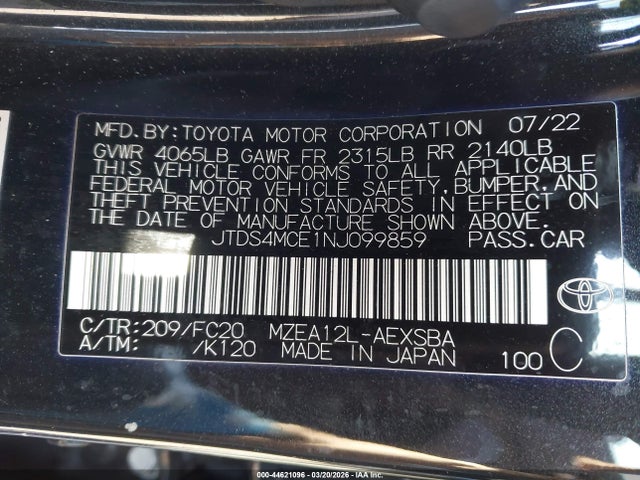 MFD.BY:TOYOTA MOTOR CORPORATION 07/22
GVWR 4065LB GAWR FR 2315LB RR 2140LB
THIS VEHICLE CONFORMS TO ALL APPLICABLE
FEDERAL MOTOR VEHICLE SAFETY,BUMPER,AND
THEFT PREVENTION STANDARDS IN EFFECT ON
THE DATE OF MANUFACTURE SHOWN ABOVE.
JTDS4MCE1NJ099859 PASS.CAR
C/TR:209/FC20 MZEA12L-AEXSBA
A/TM: /K120 MADE IN JAPAN 100 C
000-44621096 - 03/20/2026 - IAAI.COM